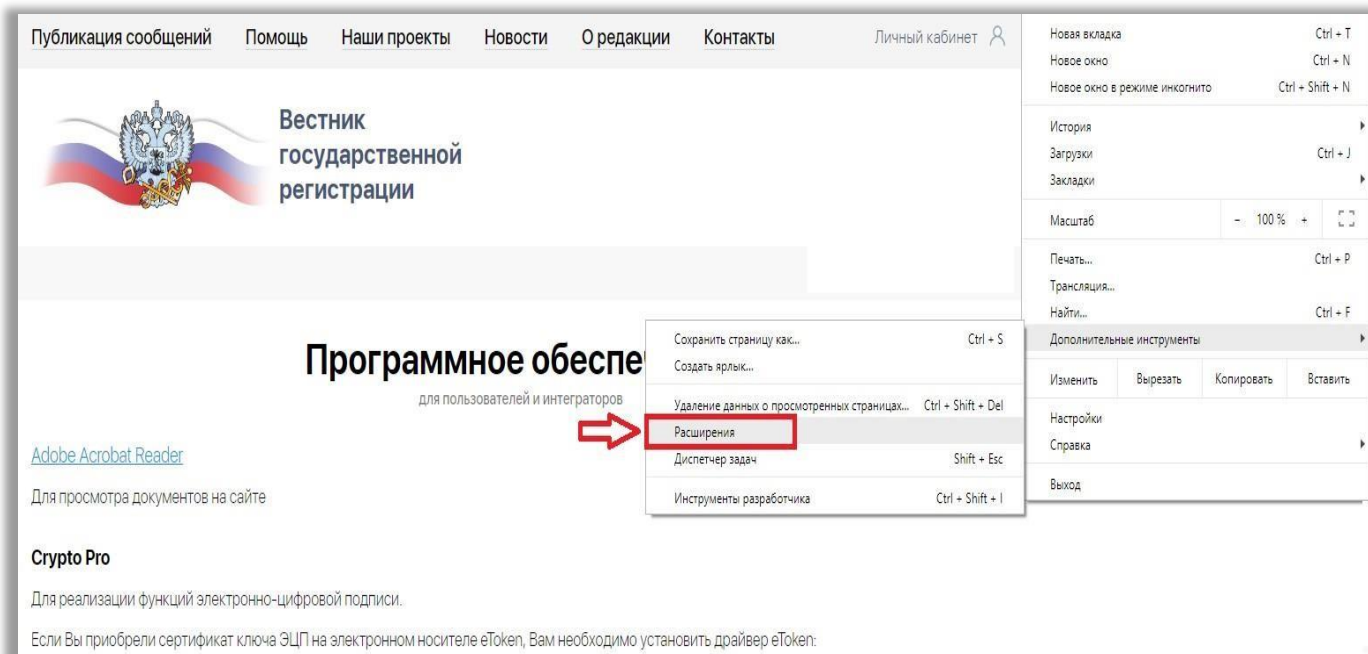 Публикация сообщений Помощь Наши проекты Новости О редакции Контакты Личный кабинет
Вестник
государственной
регистрации
Программное обеспе
для пользователей и интеграторов
Adobe Acrobat Reader
Для просмотра документов на сайте
Crypto Pro
Для реализации функций электронно-цифровой подписи.
Если Вы приобрели сертификат ключа ЭЦП на электронном носителе eToken, Вам необходимо установить драйвер eToken:
Сохранить страницу как... Ctrl + S
Создать ярлык...
Удаление данных о просмотренных страницах... Ctrl + Shift + Del
Расширения
Диспетчер задач Shift + Esc
Инструменты разработчика Ctrl + Shift + I
Новая вкладка Ctrl + T
Новое окно Ctrl + N
Новое окно в режиме инкогнито Ctrl + Shift + N
История
Загрузки Ctrl + J
Закладки
Масштаб - 100 % +
Печать... Ctrl + P
Трансляция...
Найти... Ctrl + F
Дополнительные инструменты
Изменить Вырезать Копировать Вставить
Настройки
Справка
Выход